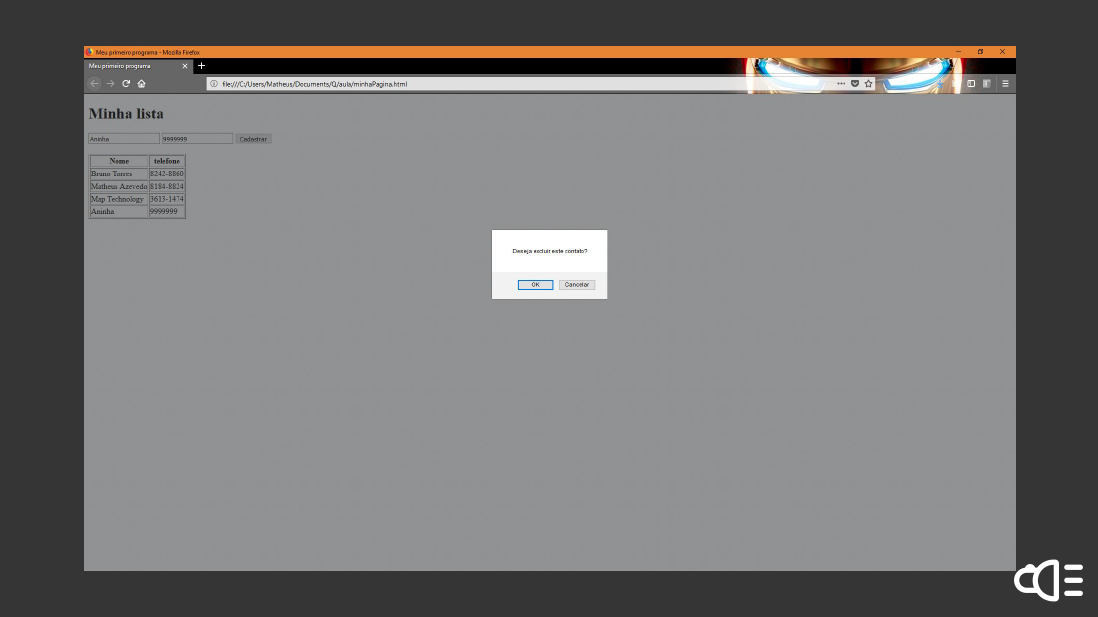 Meu primeiro programa - Mozilla Firefox
Meu primeiro programa
file:///C:/Users/Matheus/Documents/Q/aula/minhaPagina.html
Minha lista
Aninha 9999999 Cadastrar
Nome telefone
Bruno Torres 8242-8860
Matheus Azevedo 8184-8824
Map Technology 3613-1474
Aninha 9999999
Deseja excluir este contato?
OK Cancelar